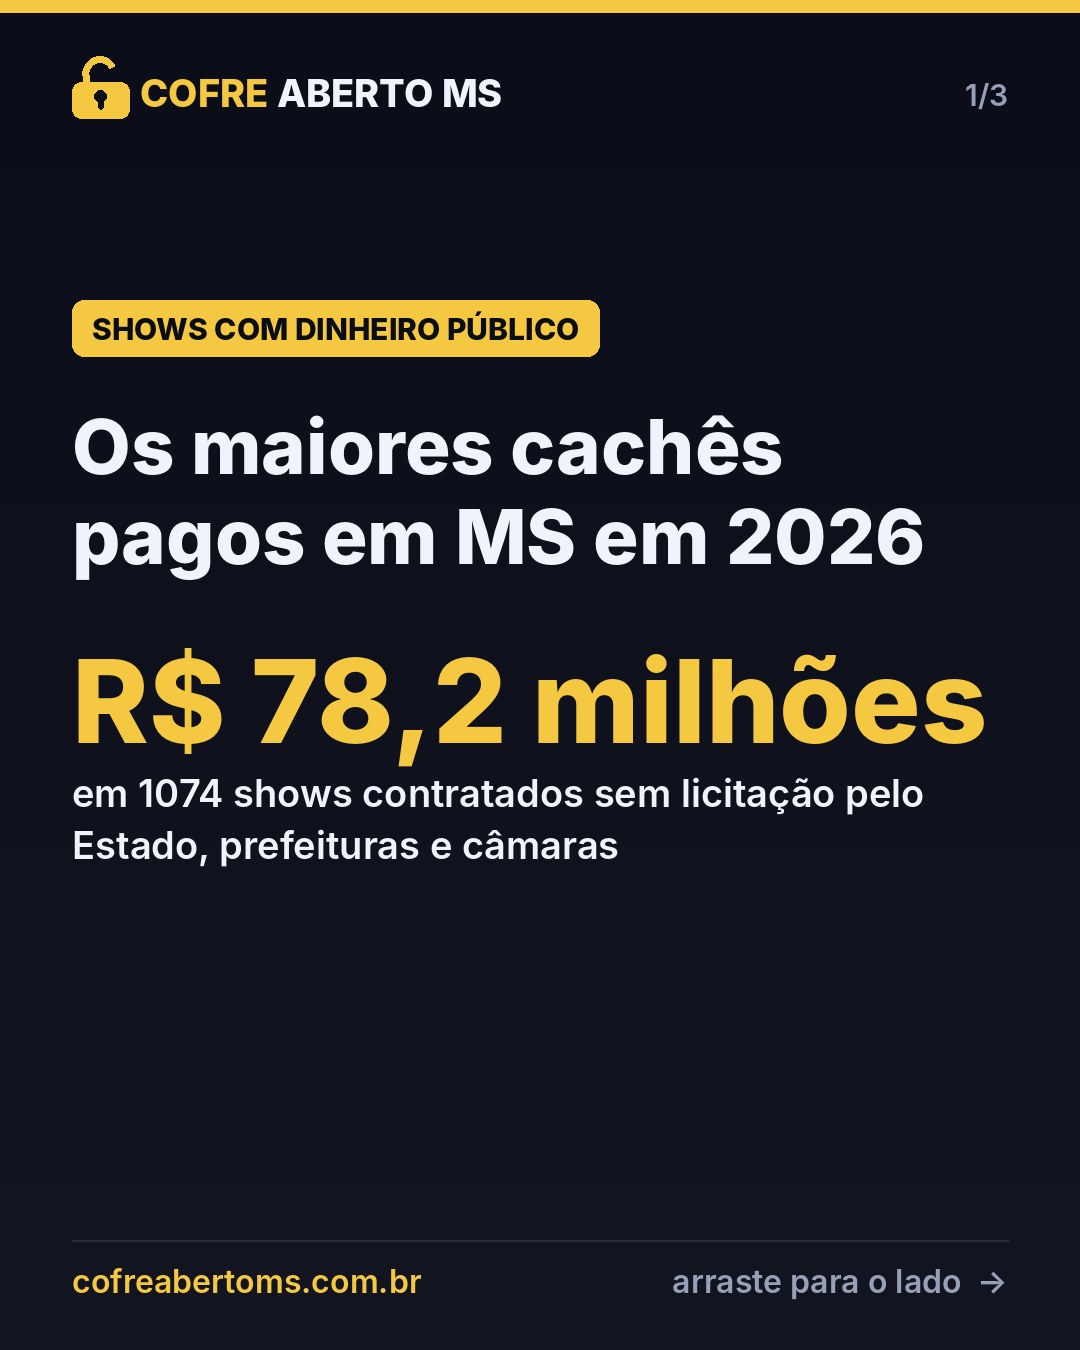 COFRE ABERTO MS
1/3
SHOWS COM DINHEIRO PÚBLICO
Os maiores cachês
pagos em MS em 2026
R$ 78,2 milhões
em 1074 shows contratados sem licitação pelo
Estado, prefeituras e câmaras
cofreabertoms.com.br
arraste para o lado →